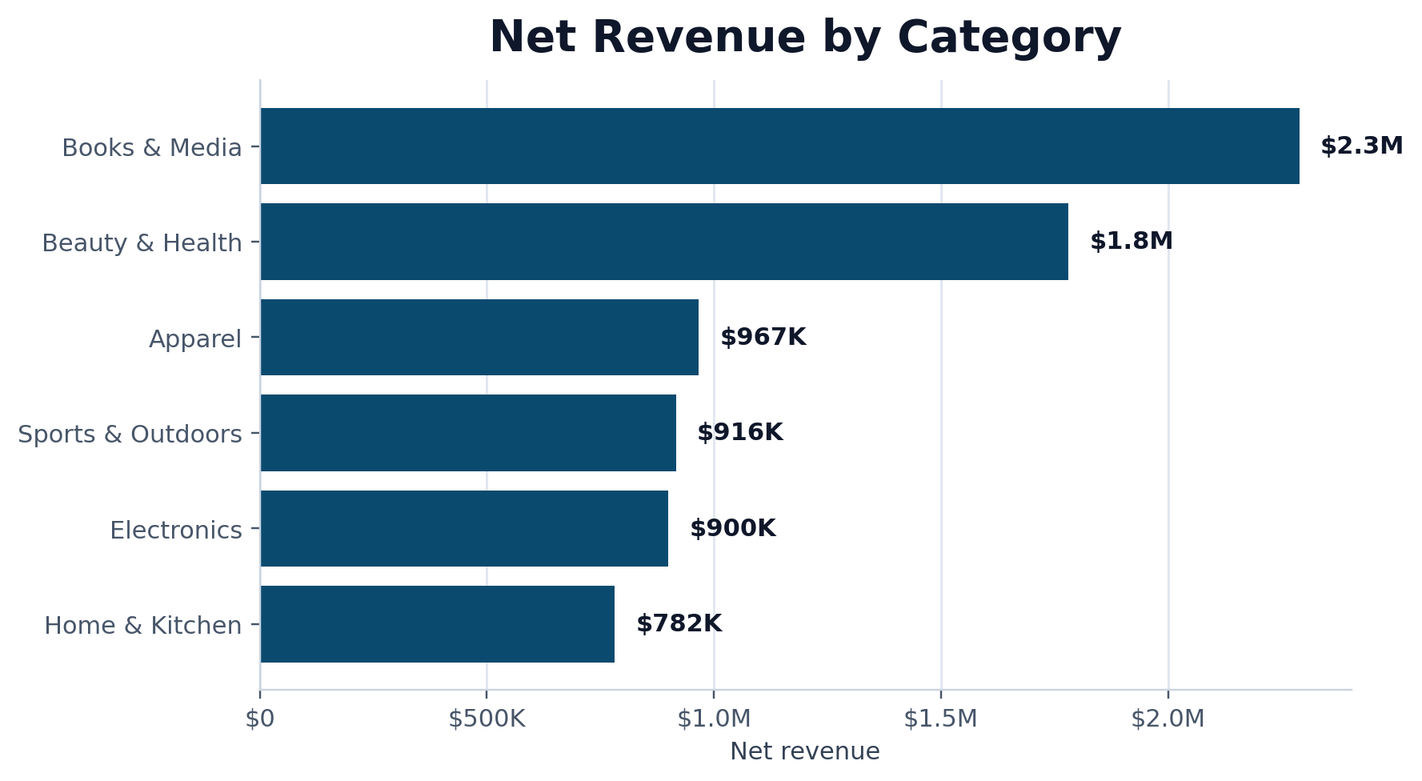 Net Revenue by Category
Books & Media
$2.3M
Beauty & Health
$1.8M
Apparel
$967K
Sports & Outdoors
$916K
Electronics
$900K
Home & Kitchen
$782K
$0 $500K $1.0M $1.5M $2.0M
Net revenue